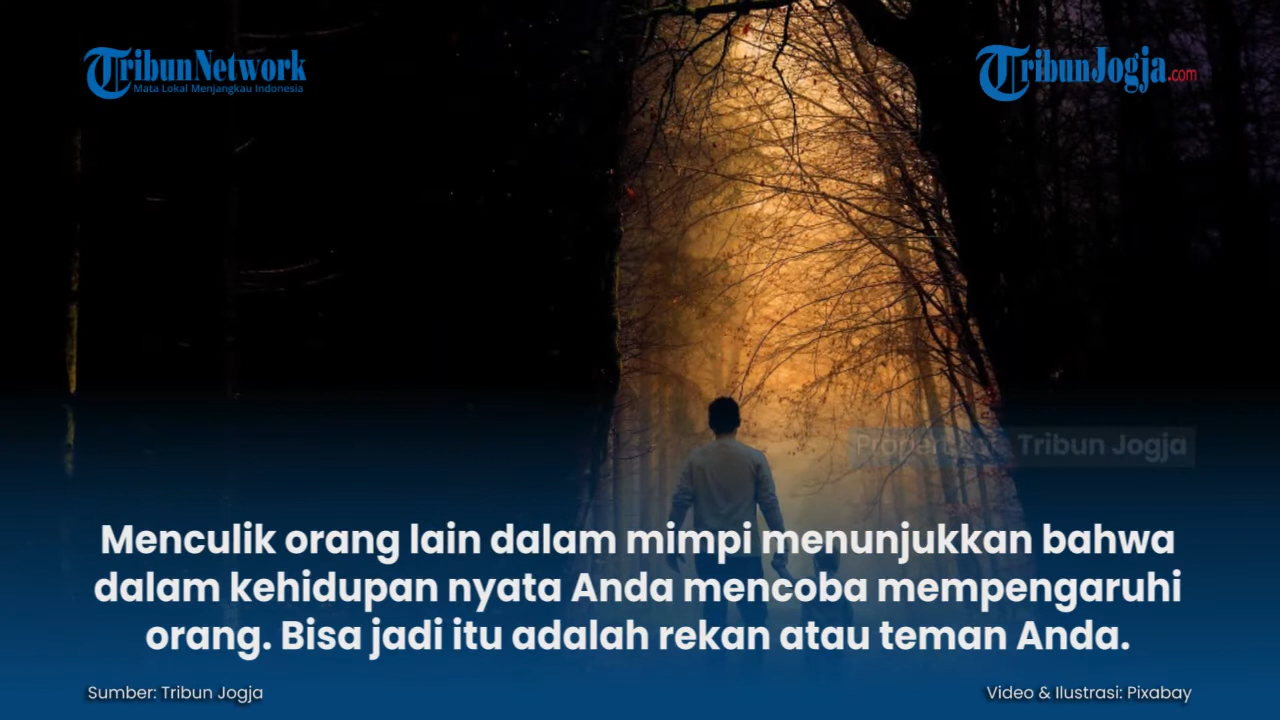 TribunNetwork
Mata Lokal Menjangkau Indonesia
TribunJogja.com
Tribun Jogja
Menculik orang lain dalam mimpi menunjukkan bahwa
dalam kehidupan nyata Anda mencoba mempengaruhi
orang. Bisa jadi itu adalah rekan atau teman Anda.
Sumber: Tribun Jogja
Video & Ilustrasi: Pixabay